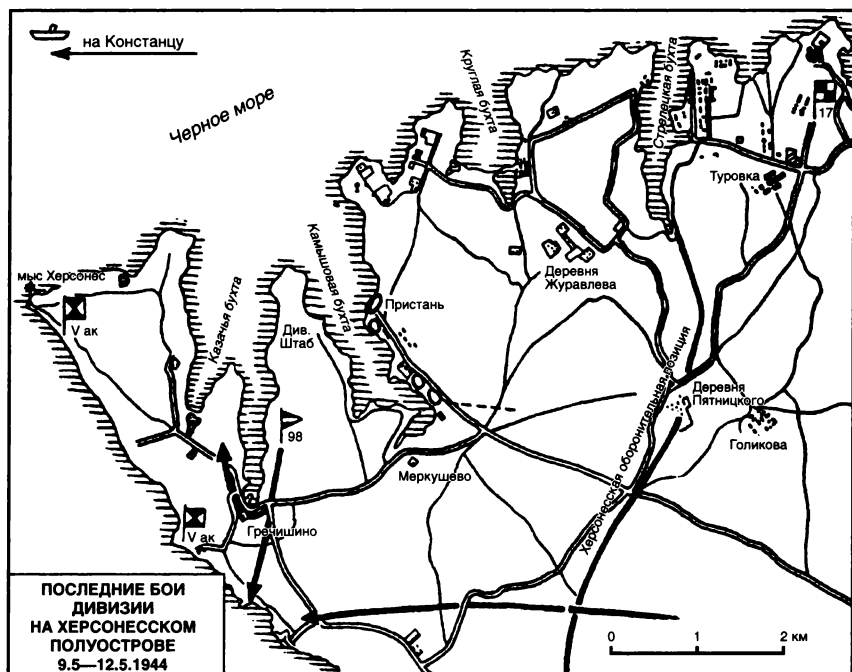 на Констанцу
Черное море
Круглая бухта
Стрелецкая бухта
17
Туровка
Деревня
Журавлева
мыс Херсонес
V ак
Казачья бухта
Камышовая бухта
Пристань
Див.
Штаб
98
Херсонесская оборонительная розиция
Деревня
Пятницкого
Голикова
Меркушево
V ак
Гречишино
ПОСЛЕДНИЕ БОИ
ДИВИЗИИ
НА ХЕРСОНЕССКОМ
ПОЛУОСТРОВЕ
9.5—12.5.1944
0 1 2 км